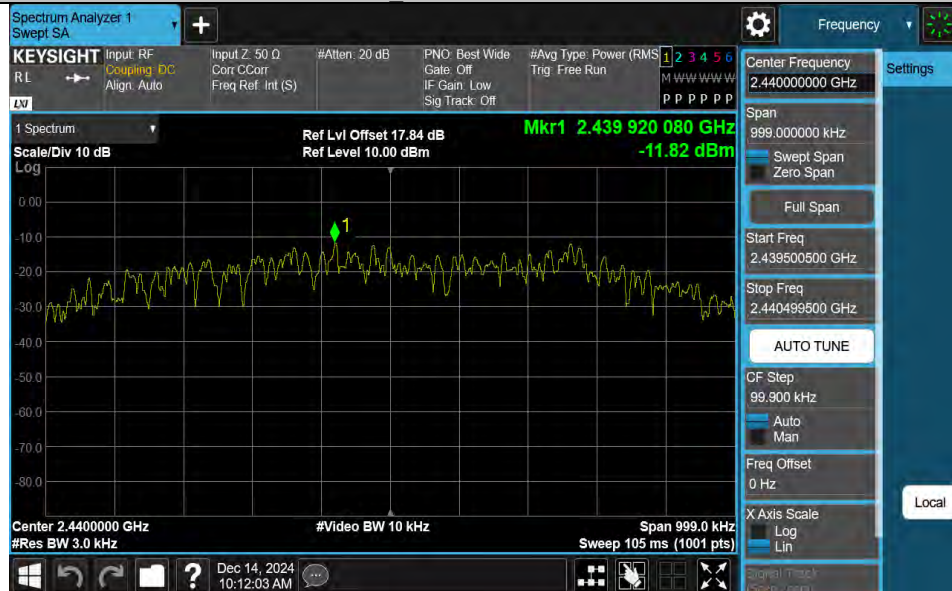 Spectrum Analyzer 1
Swept SA
+
Frequency
KEYSIGHT
RL
LXI
Input: RF
Coupling: DC
Align: Auto
Input Z: 50 Ω
Corr CCorr
Freq Ref: Int (S)
#Atten: 20 dB
PNO: Best Wide
Gate: Off
IF Gain: Low
Sig Track: Off
#Avg Type: Power (RMS
Trig: Free Run
1 2 3 4 5 6
M W W W W W
P P P P P P
1 Spectrum
Scale/Div 10 dB
Log
Ref Lvl Offset 17.84 dB
Ref Level 10.00 dBm
Mkr1 2.439 920 080 GHz
-11.82 dBm
1
0.00
-10.0
-20.0
-30.0
-40.0
-50.0
-60.0
-70.0
-80.0
Center 2.4400000 GHz
#Res BW 3.0 kHz
#Video BW 10 kHz
Span 999.0 kHz
Sweep 105 ms (1001 pts)
?
Dec 14, 2024
10:12:03 AM
Center Frequency
2.440000000 GHz
Span
999.000000 kHz
Swept Span
Zero Span
Full Span
Start Freq
2.439500500 GHz
Stop Freq
2.440499500 GHz
AUTO TUNE
CF Step
99.900 kHz
Auto
Man
Freq Offset
0 Hz
X Axis Scale
Log
Lin
Signal Track
Settings
Local